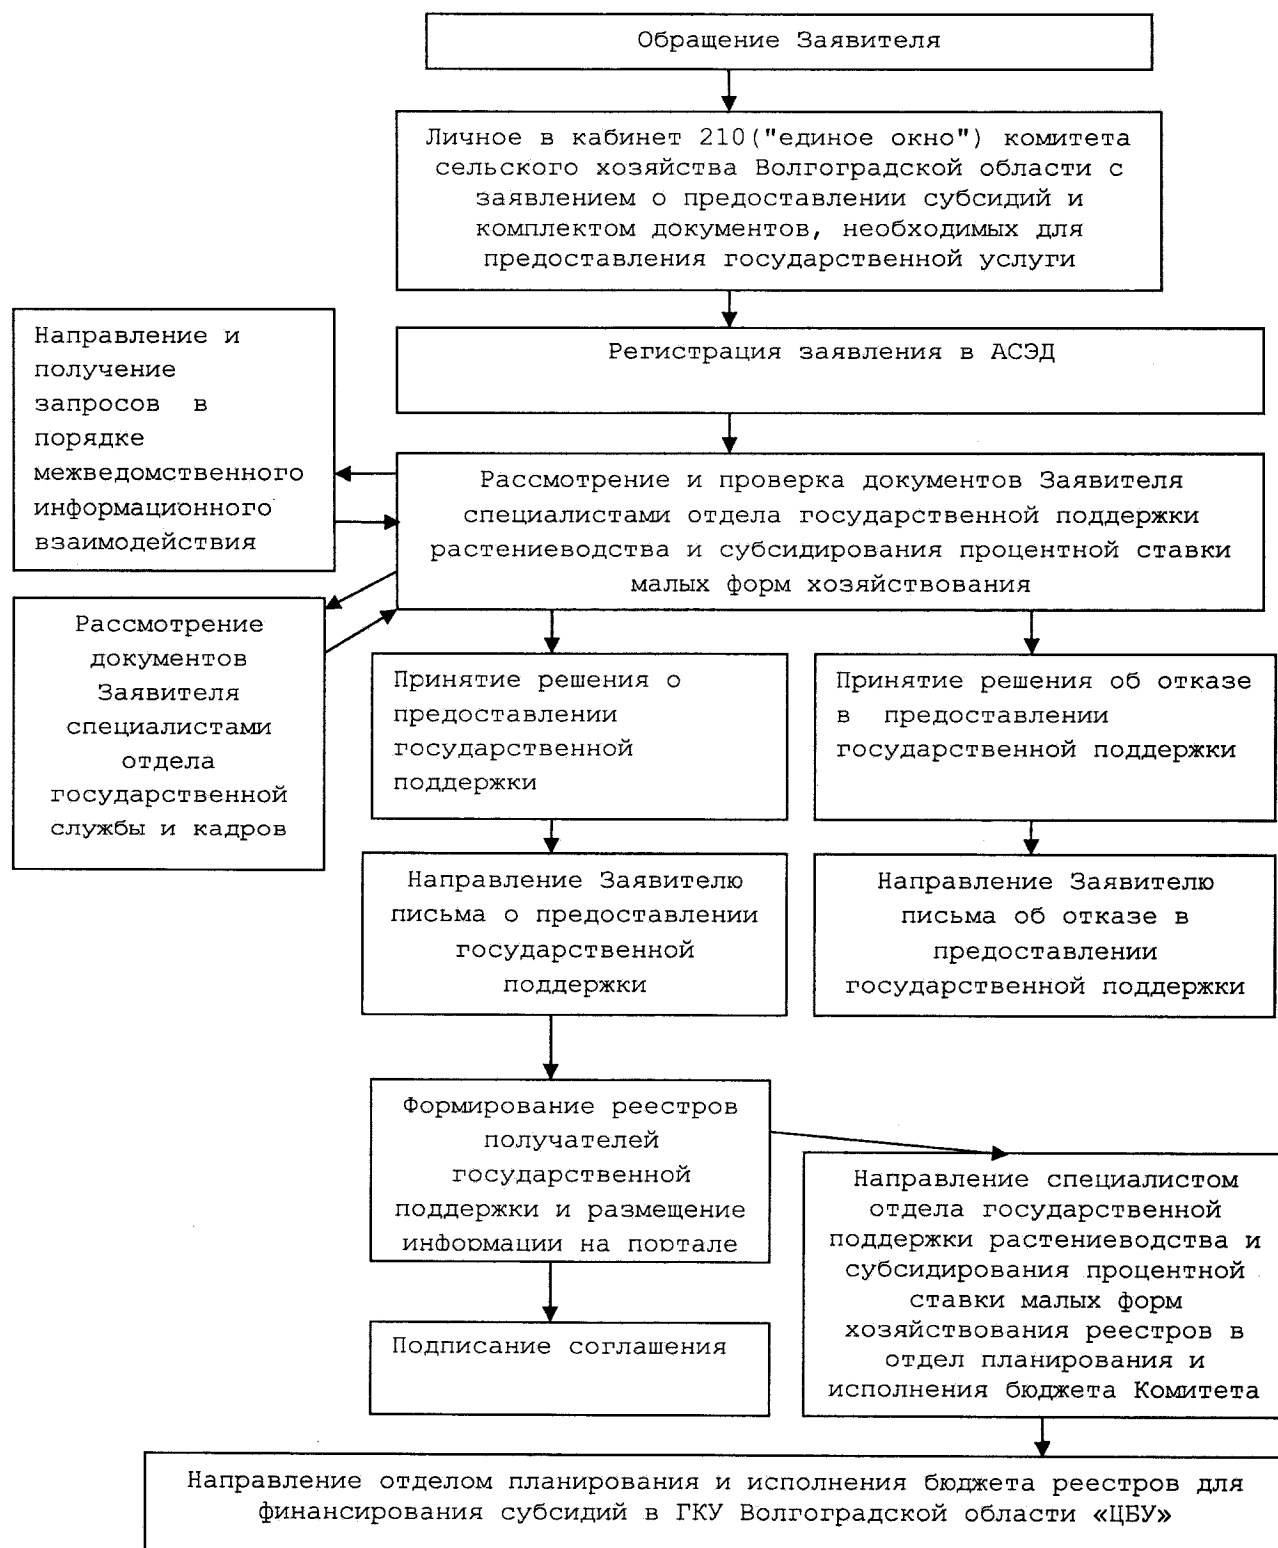 Обращение Заявителя
Личное в кабинет 210("единое окно") комитета
сельского хозяйства Волгоградской области с
заявлением о предоставлении субсидий и
комплектом документов, необходимых для
предоставления государственной услуги
Регистрация заявления в АСЭД
Направление и
получение
запросов в
порядке
межведомственного
информационного
взаимодействия
Рассмотрение и проверка документов Заявителя
специалистами отдела государственной поддержки
растениеводства и субсидирования процентной ставки
малых форм хозяйствования
Рассмотрение
документов
Заявителя
специалистами
отдела
государственной
службы и кадров
Принятие решения о
предоставлении
государственной
поддержки
Принятие решения об отказе
в предоставлении
государственной поддержки
Направление Заявителю
письма о предоставлении
государственной
поддержки
Направление Заявителю
письма об отказе в
предоставлении
государственной поддержки
Формирование реестров
получателей
государственной
поддержки и размещение
информации на портале
Направление специалистом
отдела государственной
поддержки растениеводства и
субсидирования процентной
ставки малых форм
хозяйствования реестров в
отдел планирования и
исполнения бюджета Комитета
Подписание соглашения
Направление отделом планирования и исполнения бюджета реестров для
финансирования субсидий в ГКУ Волгоградской области «ЦБУ»